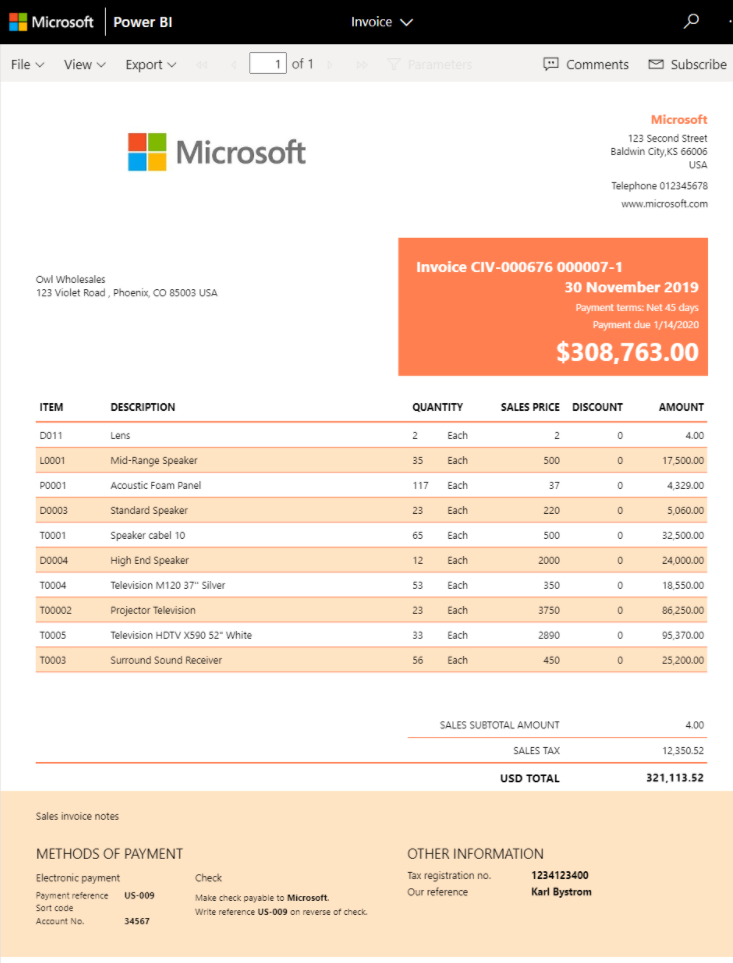 Microsoft Power BI Invoice
File View Export 1 of 1 Parameters Comments Subscribe
Microsoft
Microsoft
123 Second Street
Baldwin City,KS 66006
USA
Telephone 012345678
www.microsoft.com
Owl Wholesales
123 Violet Road , Phoenix, CO 85003 USA
Invoice CIV-000676 000007-1
30 November 2019
Payment terms: Net 45 days
Payment due 1/14/2020
$308,763.00
ITEM DESCRIPTION QUANTITY SALES PRICE DISCOUNT AMOUNT
D011 Lens 2 Each 2 0 4.00
L0001 Mid-Range Speaker 35 Each 500 0 17,500.00
P0001 Acoustic Foam Panel 117 Each 37 0 4,329.00
D0003 Standard Speaker 23 Each 220 0 5,060.00
T0001 Speaker cabel 10 65 Each 500 0 32,500.00
D0004 High End Speaker 12 Each 2000 0 24,000.00
T0004 Television M120 37" Silver 53 Each 350 0 18,550.00
T00002 Projector Television 23 Each 3750 0 86,250.00
T0005 Television HDTV X590 52" White 33 Each 2890 0 95,370.00
T0003 Surround Sound Receiver 56 Each 450 0 25,200.00
SALES SUBTOTAL AMOUNT 4.00
SALES TAX 12,350.52
USD TOTAL 321,113.52
Sales invoice notes
METHODS OF PAYMENT
Electronic payment
Payment reference US-009
Sort code
Account No. 34567
Check
Make check payable to Microsoft.
Write reference US-009 on reverse of check.
OTHER INFORMATION
Tax registration no. 1234123400
Our reference Karl Bystrom